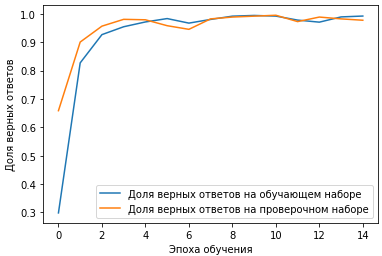 1.0
0.9
0.8
0.7
0.6
0.5
0.4
0.3
Доля верных ответов
Доля верных ответов на обучающем наборе
Доля верных ответов на проверочном наборе
0 2 4 6 8 10 12 14
Эпоха обучения